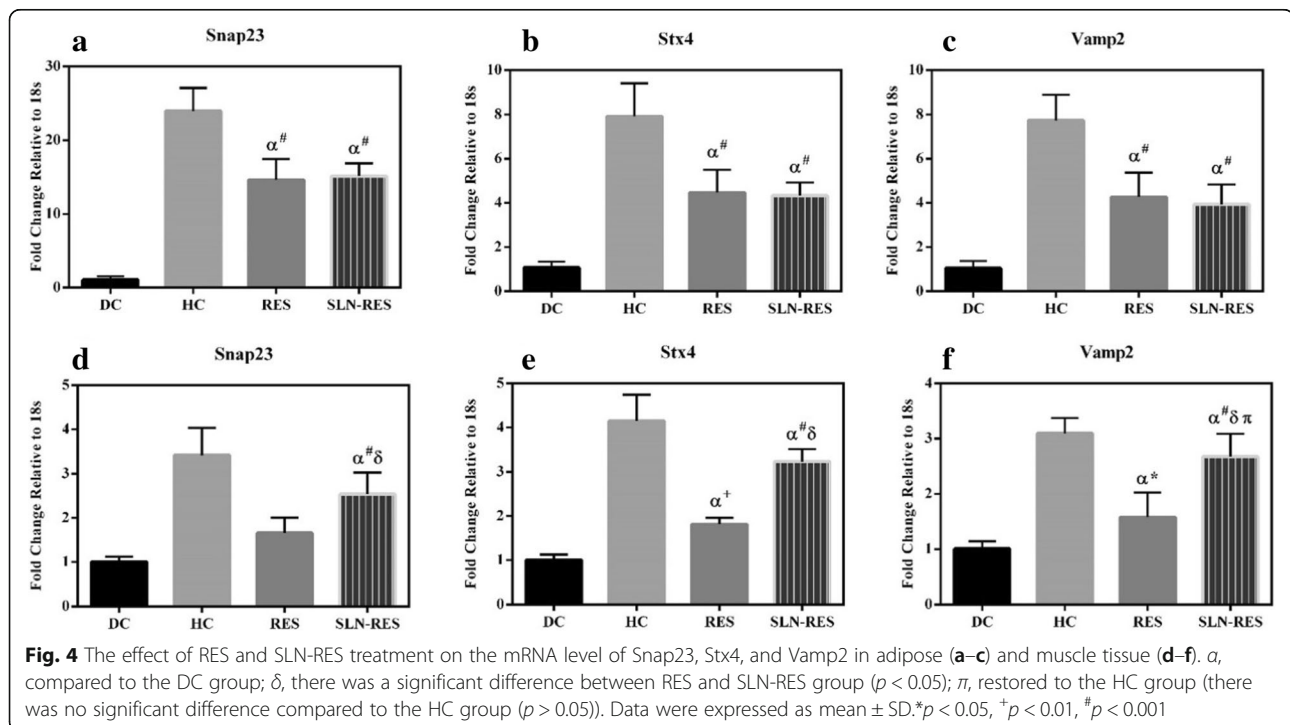 a
Snap23
Fold Change Relative to 18s
30
20
10
0
α#
α#
DC HC RES SLN-RES
b
Stx4
Fold Change Relative to 18s
10
8
6
4
2
0
α#
α#
DC HC RES SLN-RES
c
Vamp2
Fold Change Relative to 18s
10
8
6
4
2
0
α#
α#
DC HC RES SLN-RES
d
Snap23
Fold Change Relative to 18s
5
4
3
2
1
0
α#δ
DC HC RES SLN-RES
e
Stx4
Fold Change Relative to 18s
5
4
3
2
1
0
α+
α#δ
DC HC RES SLN-RES
f
Vamp2
Fold Change Relative to 18s
4
3
2
1
0
α*
α#δ π
DC HC RES SLN-RES
Fig. 4 The effect of RES and SLN-RES treatment on the mRNA level of Snap23, Stx4, and Vamp2 in adipose (a–c) and muscle tissue (d–f). α,
compared to the DC group; δ, there was a significant difference between RES and SLN-RES group (p < 0.05); π, restored to the HC group (there
was no significant difference compared to the HC group (p > 0.05)). Data were expressed as mean ± SD.*p < 0.05, +p < 0.01, #p < 0.001